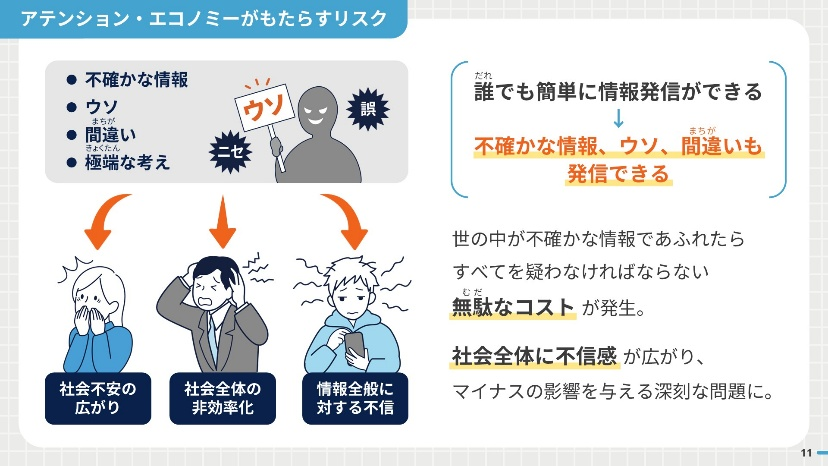 アテンション・エコノミーがもたらすリスク
● 不確かな情報
● ウソ
まちが
● 間違い
きょくたん
● 極端な考え
ウソ
誤
ニセ
社会不安の
広がり
社会全体の
非効率化
情報全般に
対する不信
だれ
誰でも簡単に情報発信ができる
↓
まちが
不確かな情報、ウソ、間違いも
発信できる
世の中が不確かな情報であふれたら
すべてを疑わなければならない
むだ
無駄なコスト が発生。
社会全体に不信感 が広がり、
マイナスの影響を与える深刻な問題に。
11